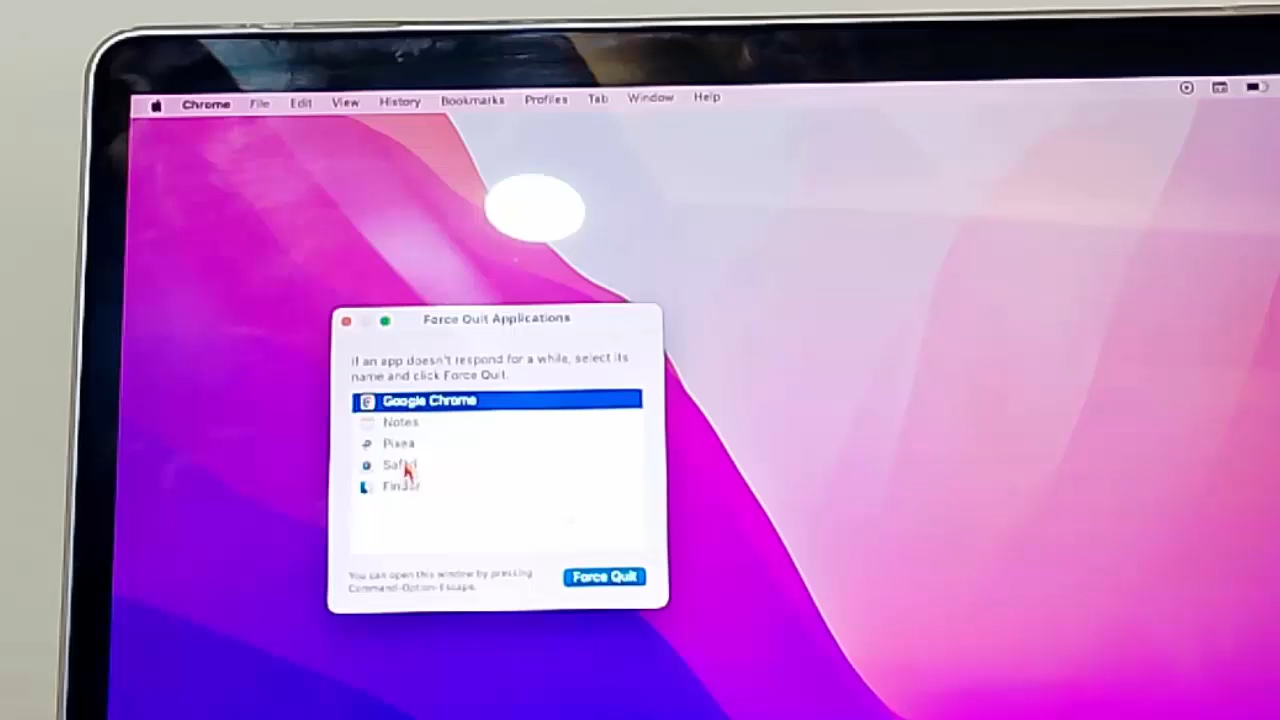 Chrome File Edit View History Bookmarks Profiles Tab Window Help
Force Quit Applications
If an app doesn't respond for a while, select its
name and click Force Quit.
Google Chrome
Notes
Pixea
Safari
Finder
You can open this window by pressing
Command-Option-Escape.
Force Quit